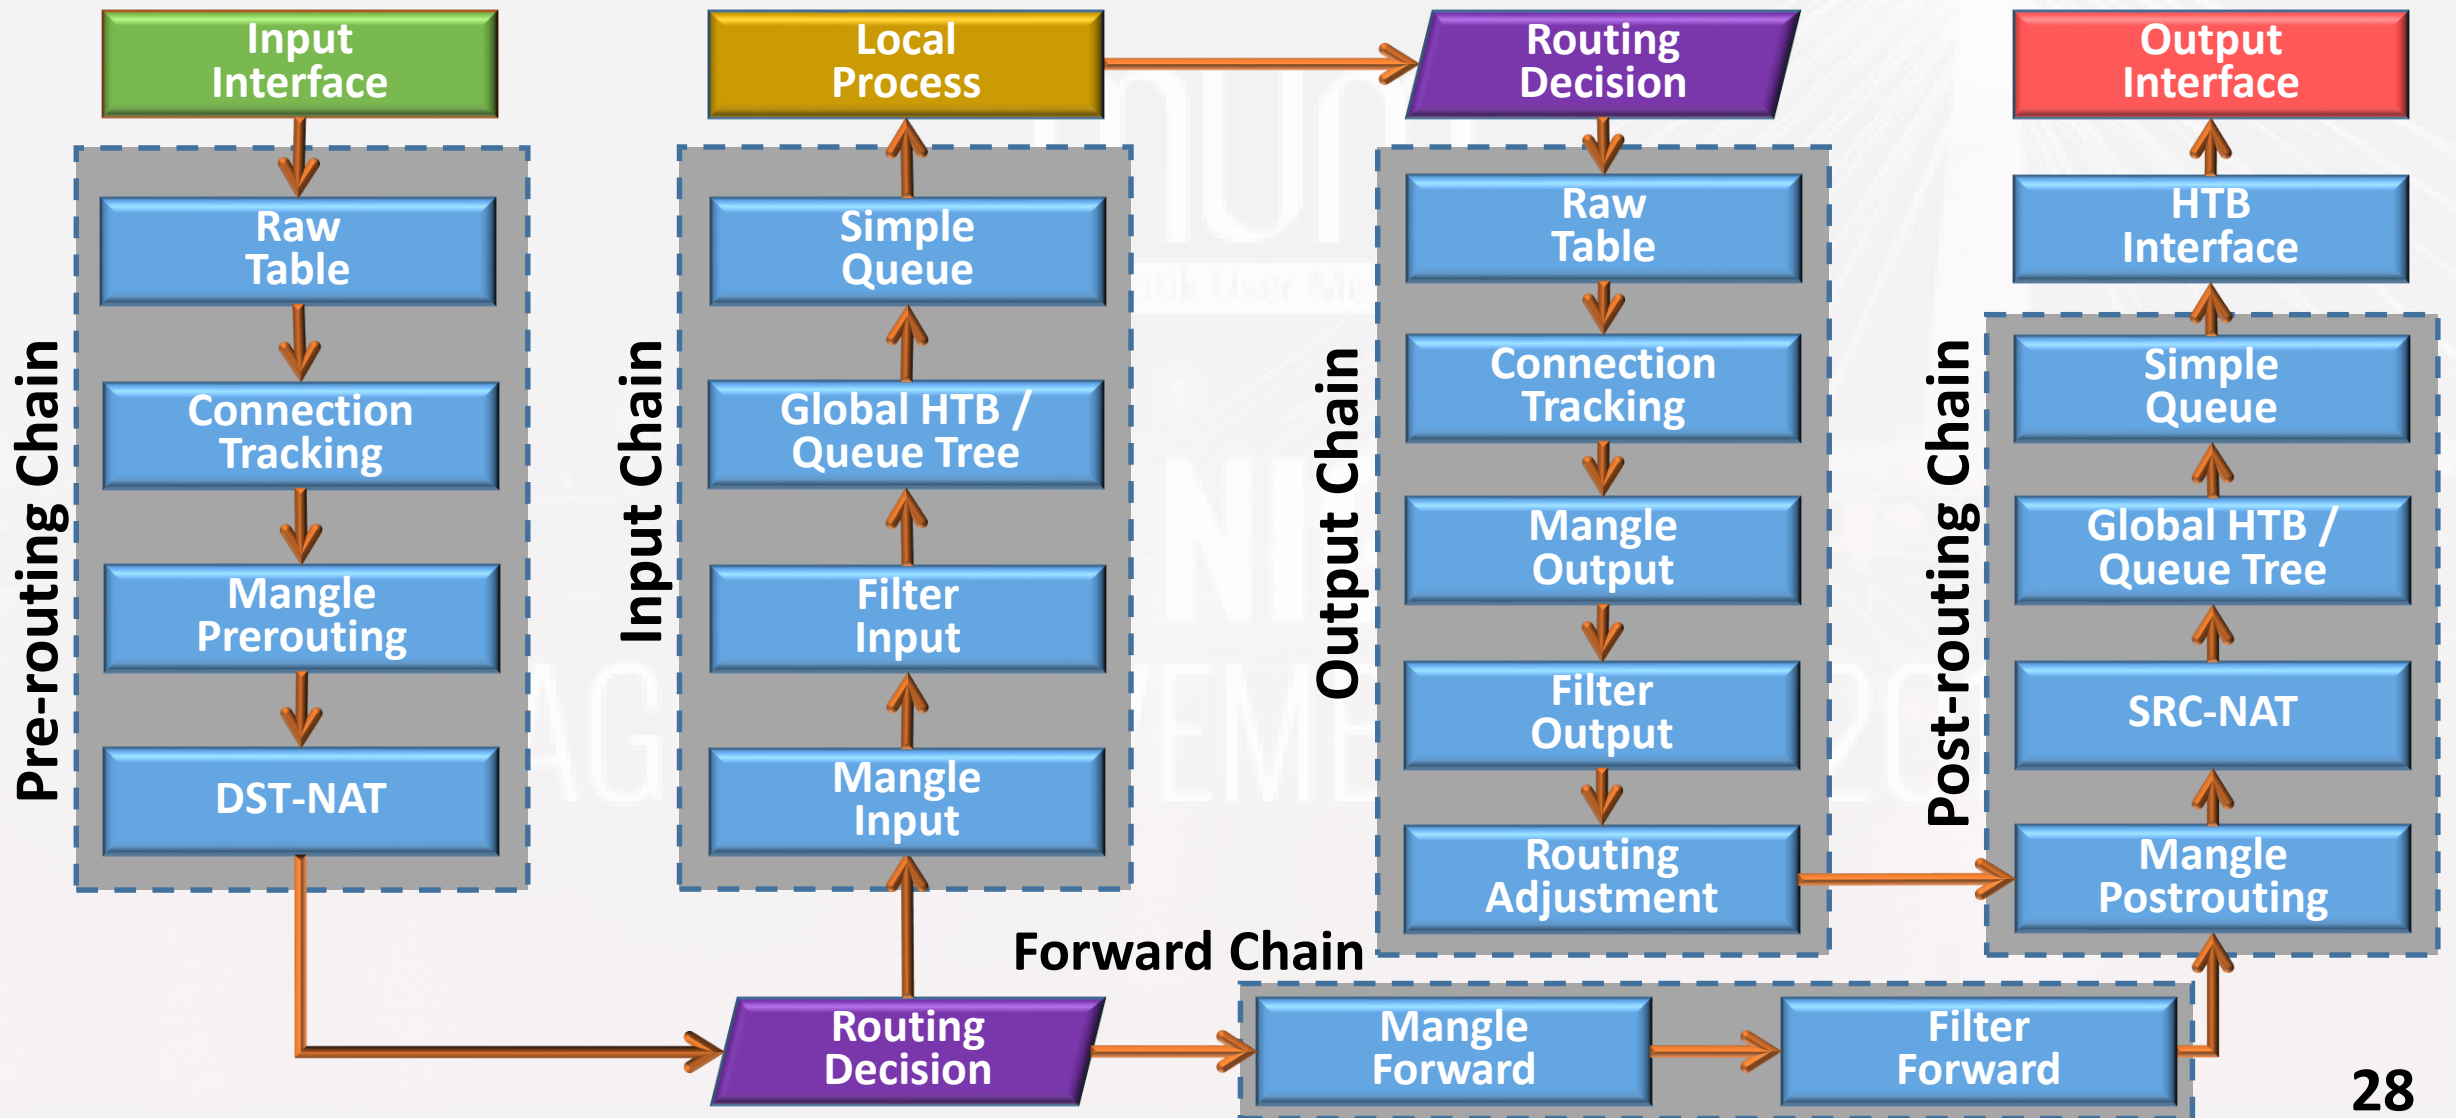 Input
Interface
Local
Process
Routing
Decision
Output
Interface
Pre-routing Chain
Raw
Table
Connection
Tracking
Mangle
Prerouting
DST-NAT
Input Chain
Simple
Queue
Global HTB /
Queue Tree
Filter
Input
Mangle
Input
Output Chain
Raw
Table
Connection
Tracking
Mangle
Output
Filter
Output
Routing
Adjustment
Post-routing Chain
HTB
Interface
Simple
Queue
Global HTB /
Queue Tree
SRC-NAT
Mangle
Postrouting
Forward Chain
Routing
Decision
Mangle
Forward
Filter
Forward
28